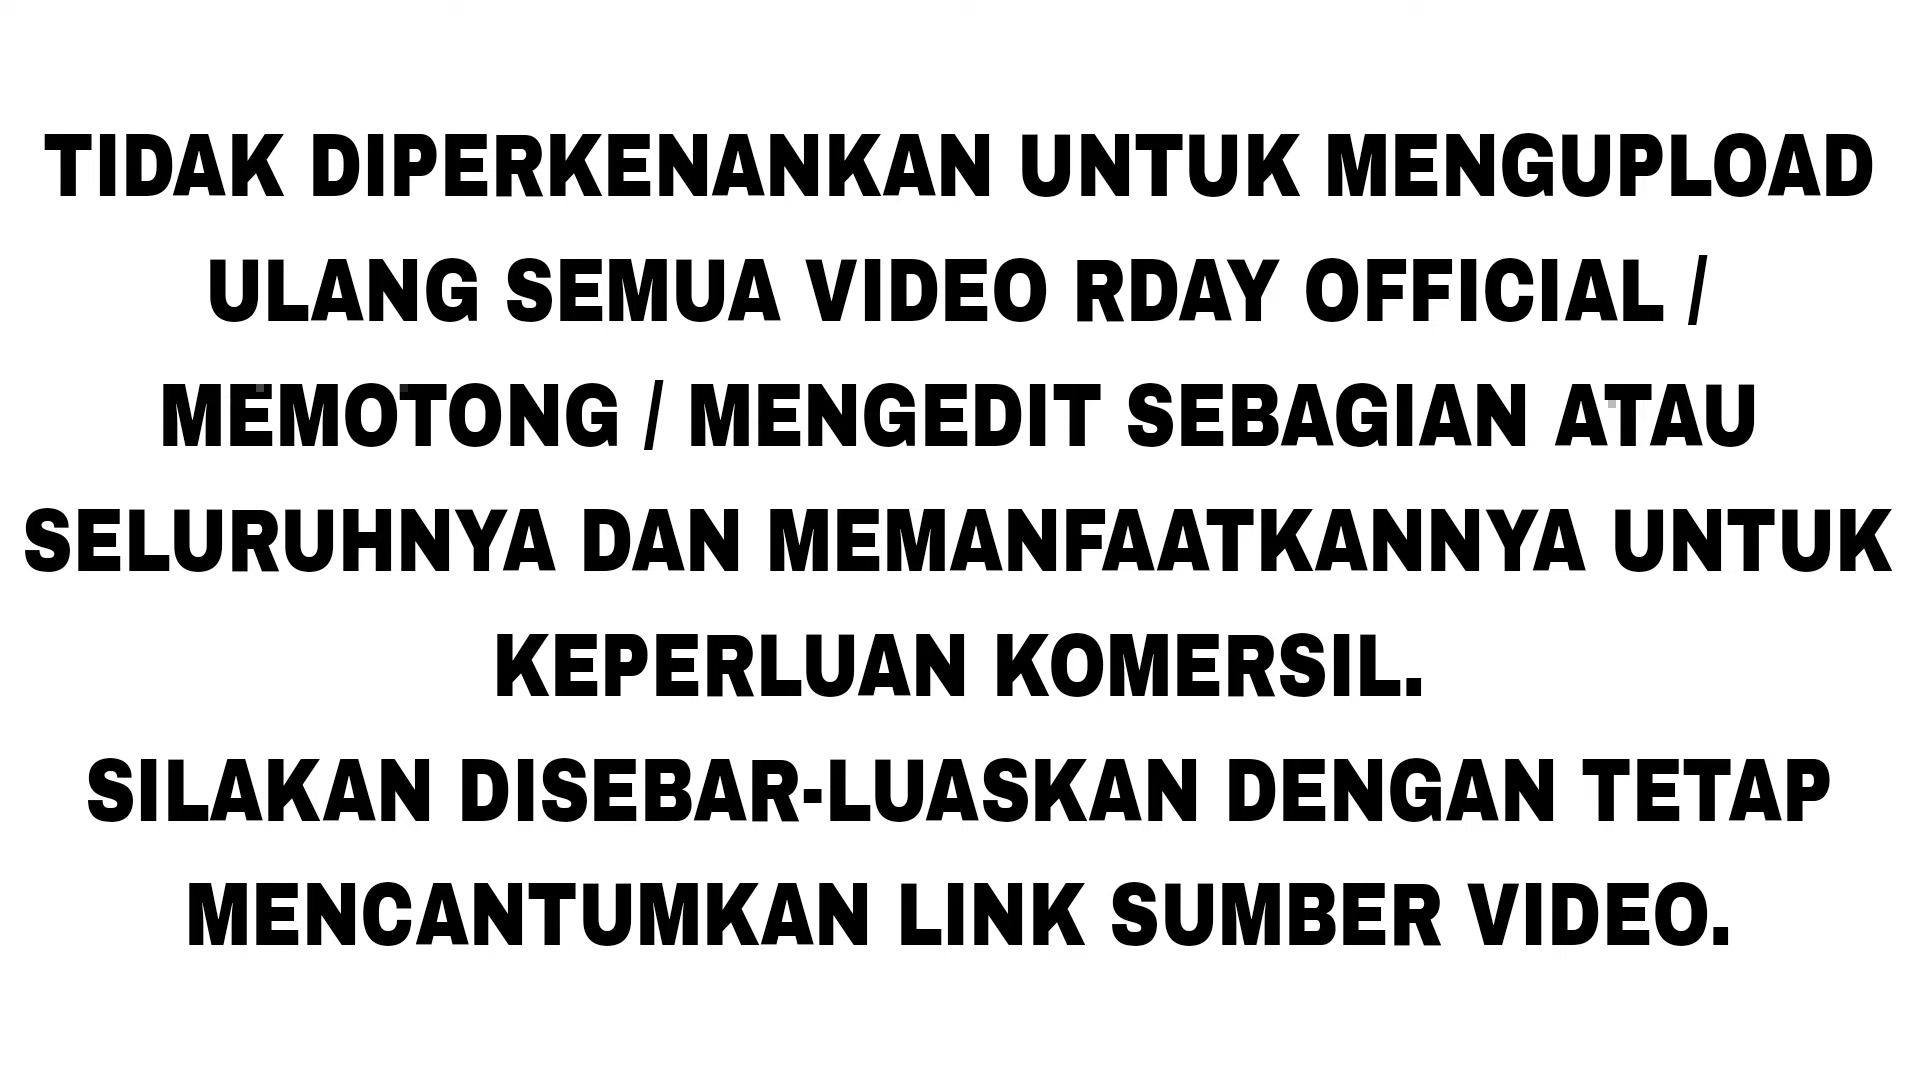 TIDAK DIPERKENANKAN UNTUK MENGUPLOAD
ULANG SEMUA VIDEO RDAY OFFICIAL /
MEMOTONG / MENGEDIT SEBAGIAN ATAU
SELURUHNYA DAN MEMANFAATKANNYA UNTUK
KEPERLUAN KOMERSIL.
SILAKAN DISEBAR-LUASKAN DENGAN TETAP
MENCANTUMKAN LINK SUMBER VIDEO.